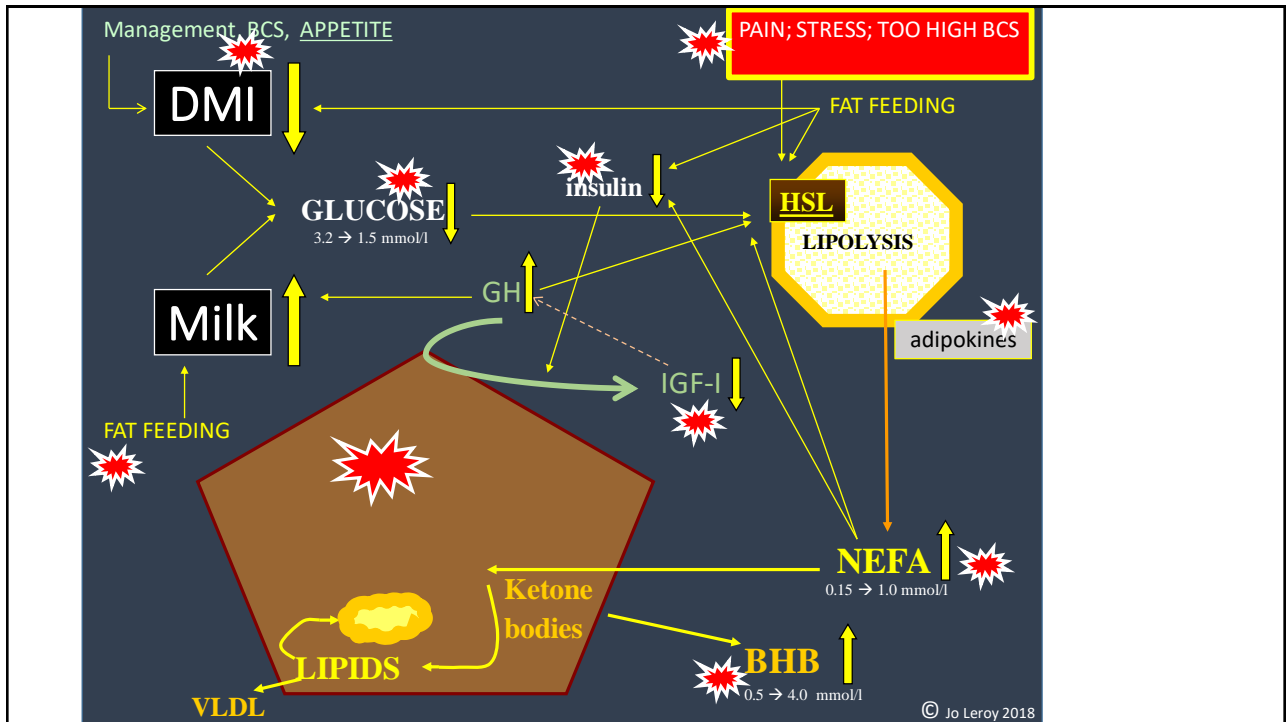 Management, BCS, APPETITE
PAIN; STRESS; TOO HIGH BCS
DMI
FAT FEEDING
insulin
HSL
GLUCOSE
3.2 → 1.5 mmol/l
LIPOLYSIS
GH
Milk
adipokines
IGF-I
FAT FEEDING
NEFA
0.15 → 1.0 mmol/l
Ketone
bodies
BHB
LIPIDS
0.5 → 4.0 mmol/l
VLDL
© Jo Leroy 2018